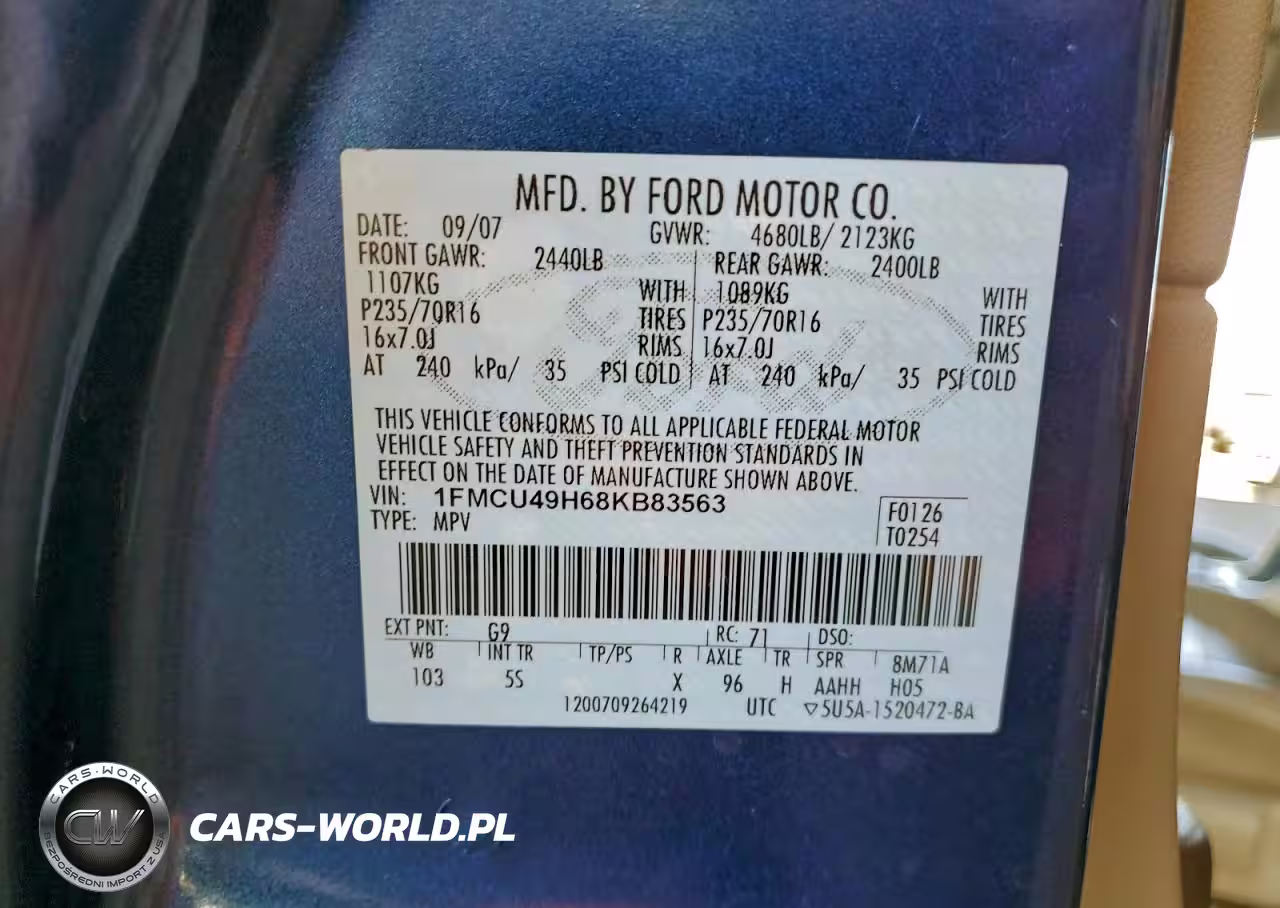 MFD. BY FORD MOTOR CO.
DATE: 09/07 GVWR: 4680LB/ 2123KG
FRONT GAWR: 2440LB REAR GAWR: 2400LB
1107KG WITH 1089KG WITH
P235/70R16 TIRES P235/70R16 TIRES
16x7.0J RIMS 16x7.0J RIMS
AT 240 kPa/ 35 PSI COLD AT 240 kPa/ 35 PSI COLD
THIS VEHICLE CONFORMS TO ALL APPLICABLE FEDERAL MOTOR
VEHICLE SAFETY AND THEFT PREVENTION STANDARDS IN
EFFECT ON THE DATE OF MANUFACTURE SHOWN ABOVE.
VIN: 1FMCU49H68KB83563 F0126
TYPE: MPV T0254
EXT PNT: G9 RC: 71 DSO:
WB INT TR TP/PS R AXLE TR SPR 8M71A
103 5S X 96 H AAHH H05
1200709264219 UTC ▽5U5A-1520472-BA
CARS-WORLD
CW
BEZPOŚREDNI IMPORT Z USA
CARS-WORLD.PL